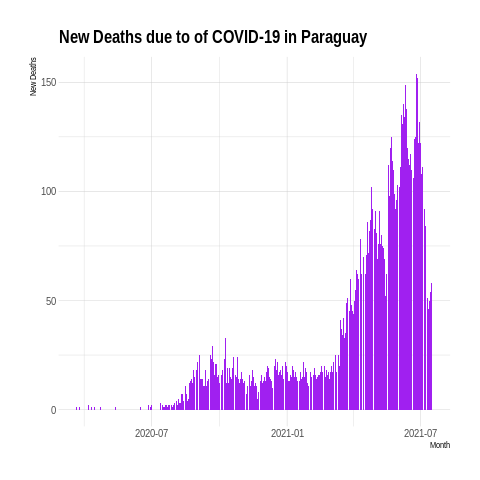 New Deaths due to of COVID-19 in Paraguay
New Deaths
150
100
50
0
2020-07
2021-01
2021-07
Month